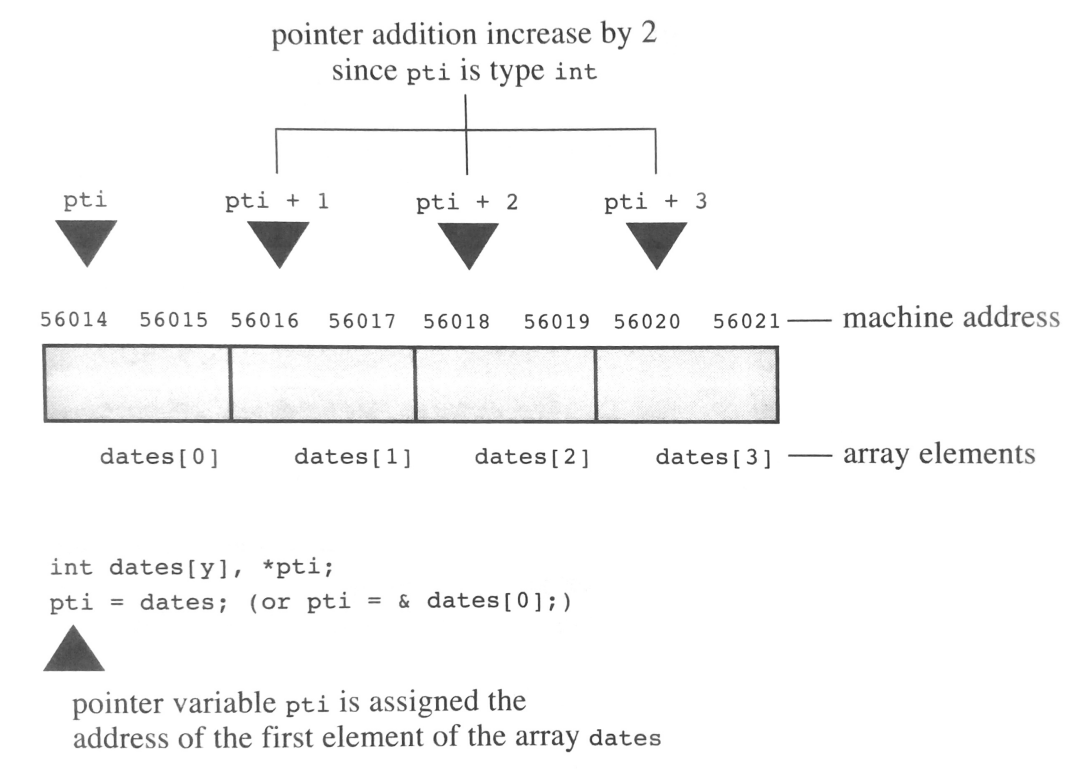 pointer addition increase by 2
since pti is type int
pti pti + 1 pti + 2 pti + 3
56014 56015 56016 56017 56018 56019 56020 56021 machine address
dates[0] dates[1] dates[2] dates[3] array elements
int dates[y], *pti;
pti = dates; (or pti = & dates[0];)
pointer variable pti is assigned the
address of the first element of the array dates